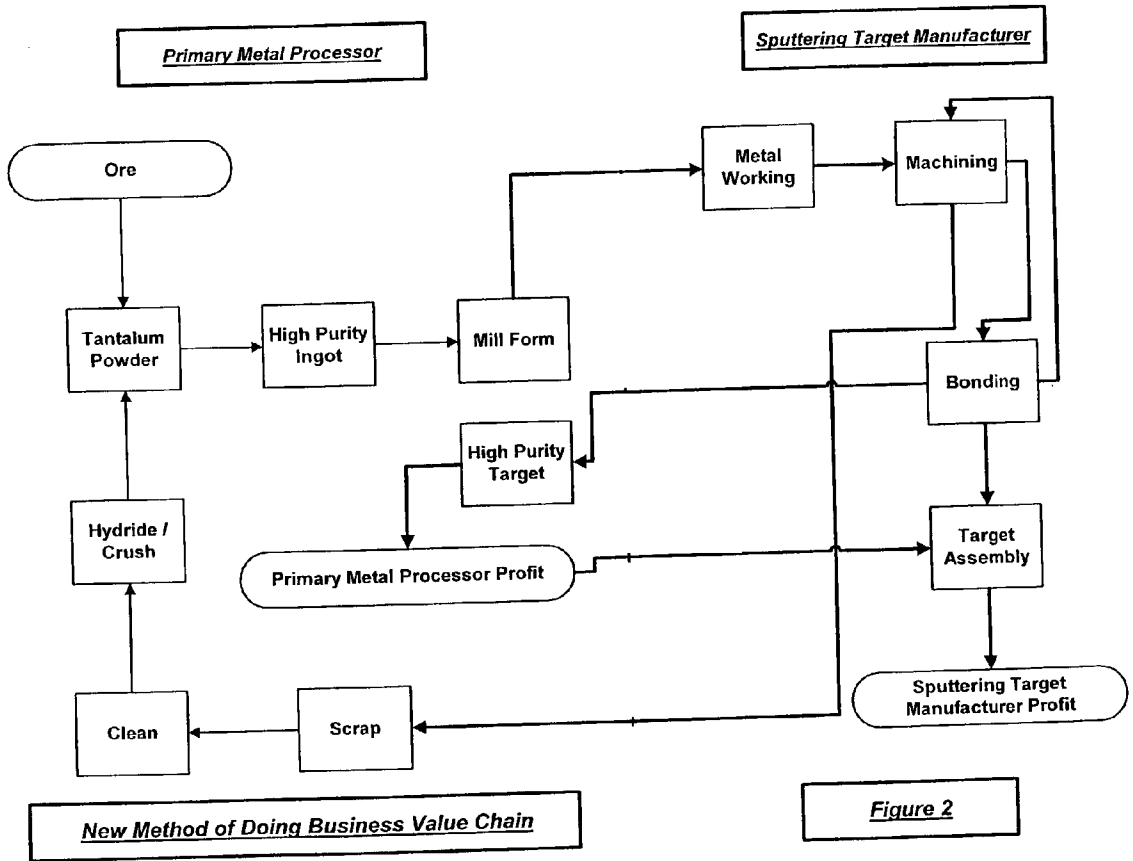 Primary Metal Processor
Sputtering Target Manufacturer
Ore
Metal
Working
Machining
Tantalum
Powder
High Purity
Ingot
Mill Form
Bonding
High Purity
Target
Hydride /
Crush
Target
Assembly
Primary Metal Processor Profit
Sputtering Target
Manufacturer Profit
Clean
Scrap
New Method of Doing Business Value Chain
Figure 2